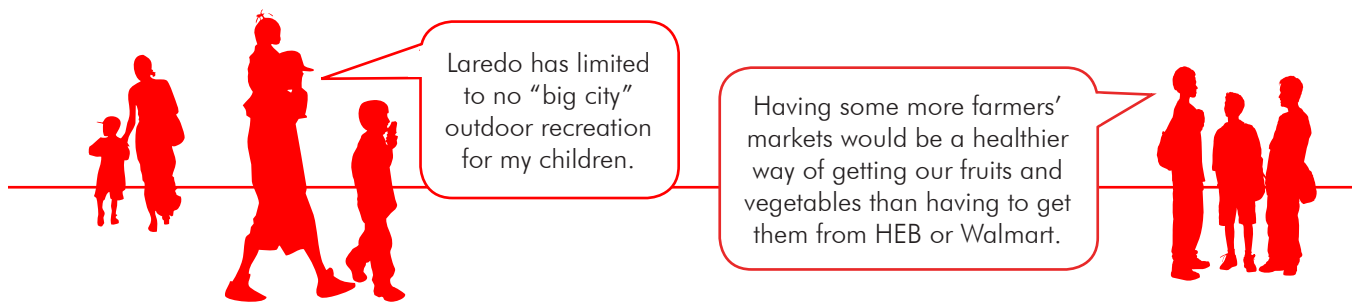 Laredo has limited
to no “big city”
outdoor recreation
for my children.
Having some more farmers’
markets would be a healthier
way of getting our fruits and
vegetables than having to get
them from HEB or Walmart.